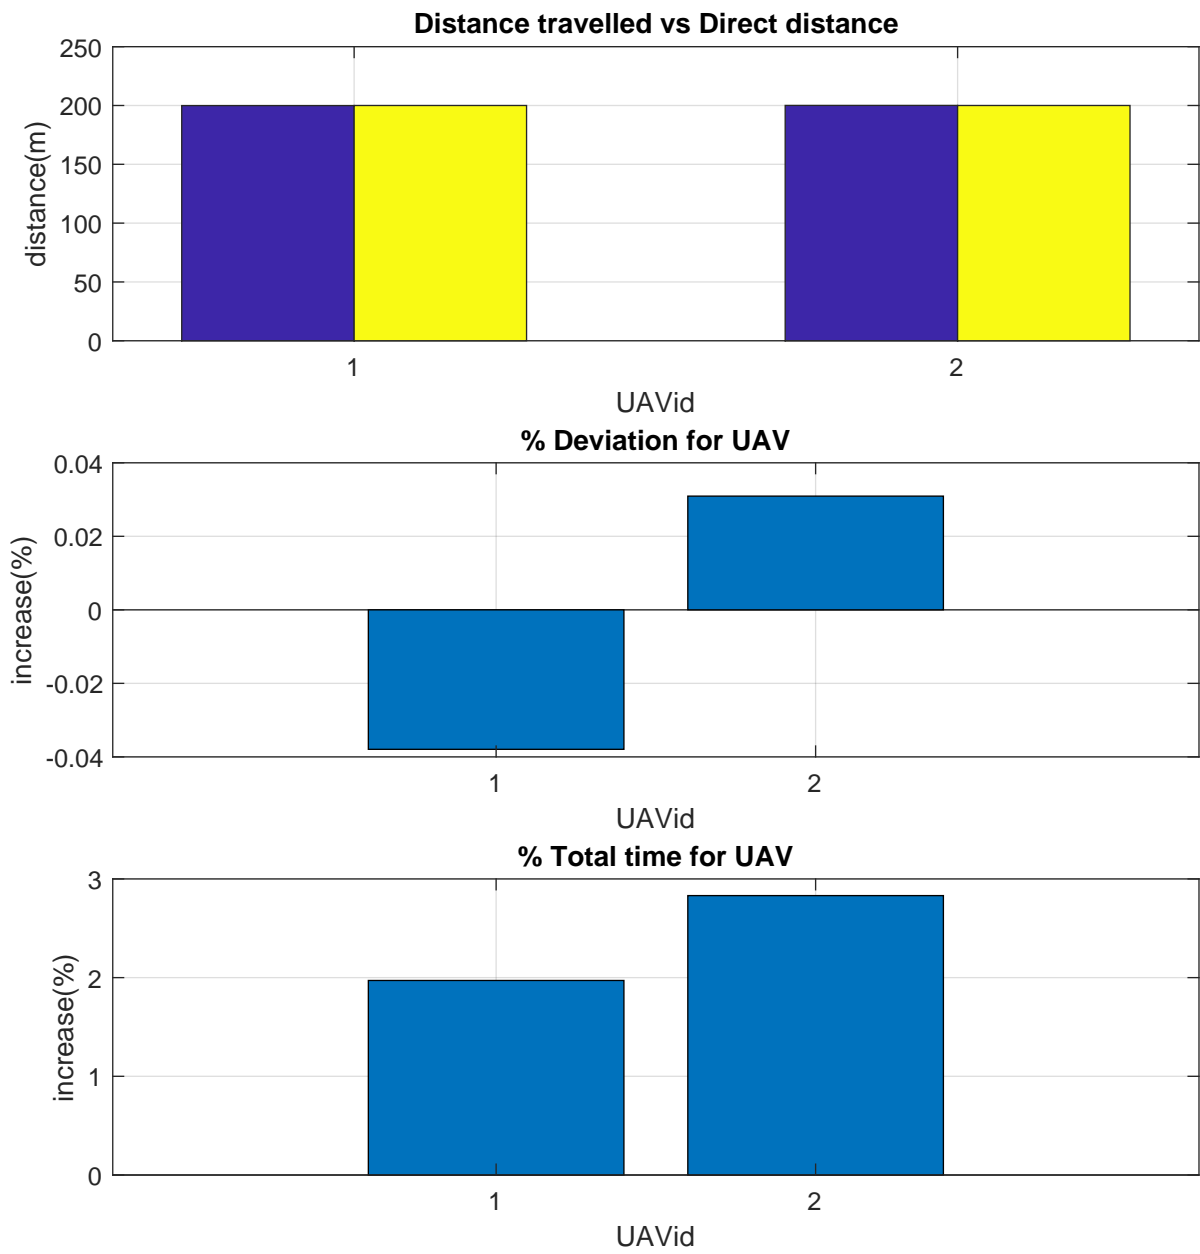 Distance travelled vs Direct distance
250
200
150
100
50
0
distance(m)
1 2
UAVid
% Deviation for UAV
0.04
0.02
0
-0.02
-0.04
increase(%)
1 2
UAVid
% Total time for UAV
3
2
1
0
increase(%)
1 2
UAVid